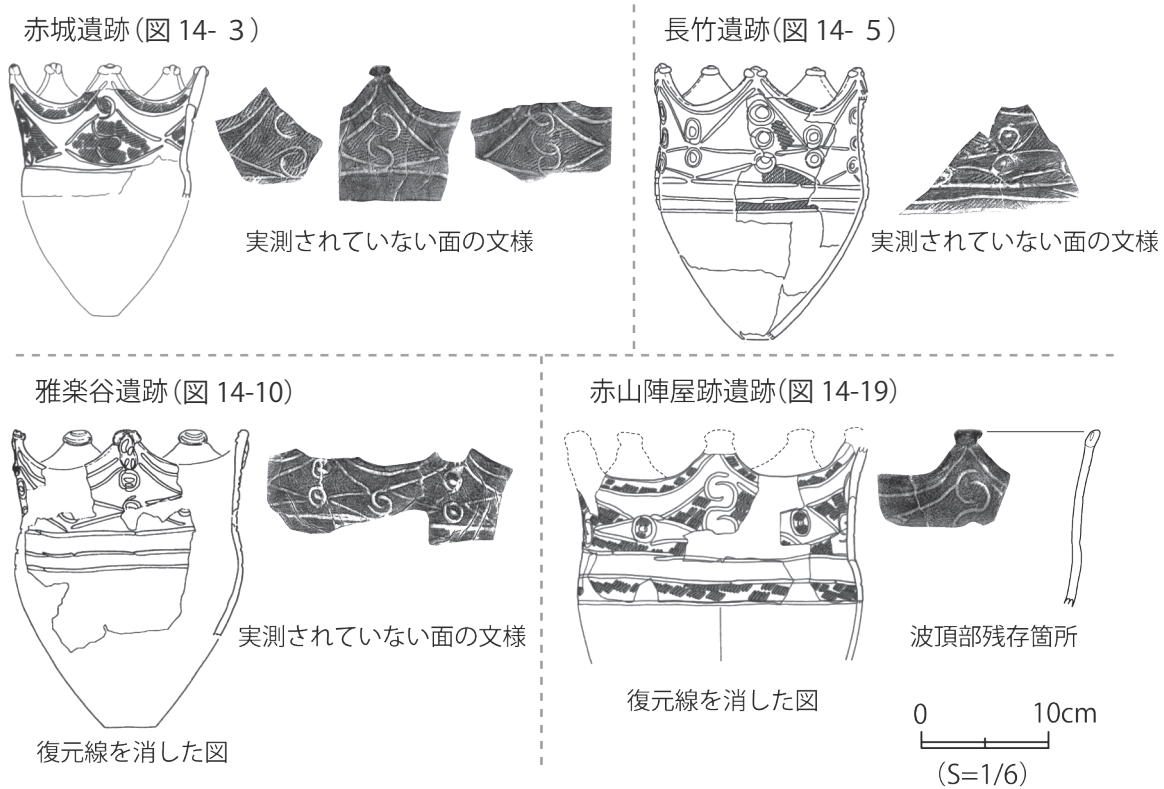 赤城遺跡（図 14- 3）
実測されていない面の文様
長竹遺跡（図 14- 5）
実測されていない面の文様
雅楽谷遺跡（図 14-10）
実測されていない面の文様
復元線を消した図
赤山陣屋跡遺跡（図 14-19）
波頂部残存箇所
復元線を消した図
0 10cm
（S=1/6）